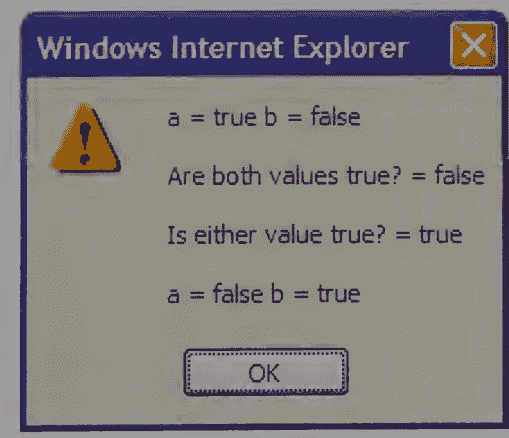 Windows Internet Explorer
a = true b = false
Are both values true? = false
Is either value true? = true
a = false b = true
OK